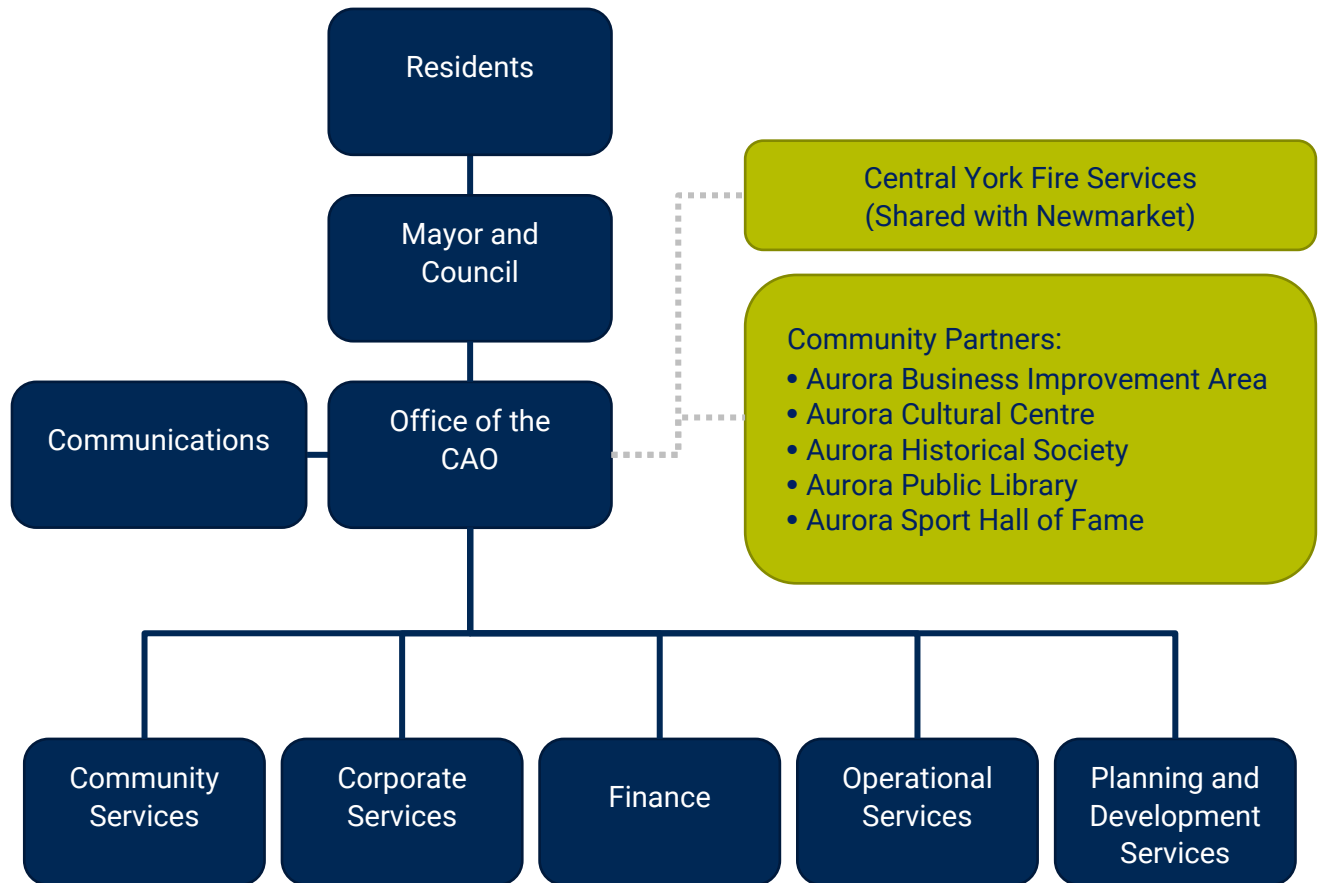 Residents
Mayor and
Council
Central York Fire Services
(Shared with Newmarket)
Community Partners:
• Aurora Business Improvement Area
• Aurora Cultural Centre
• Aurora Historical Society
• Aurora Public Library
• Aurora Sport Hall of Fame
Communications
Office of the
CAO
Community
Services
Corporate
Services
Finance
Operational
Services
Planning and
Development
Services